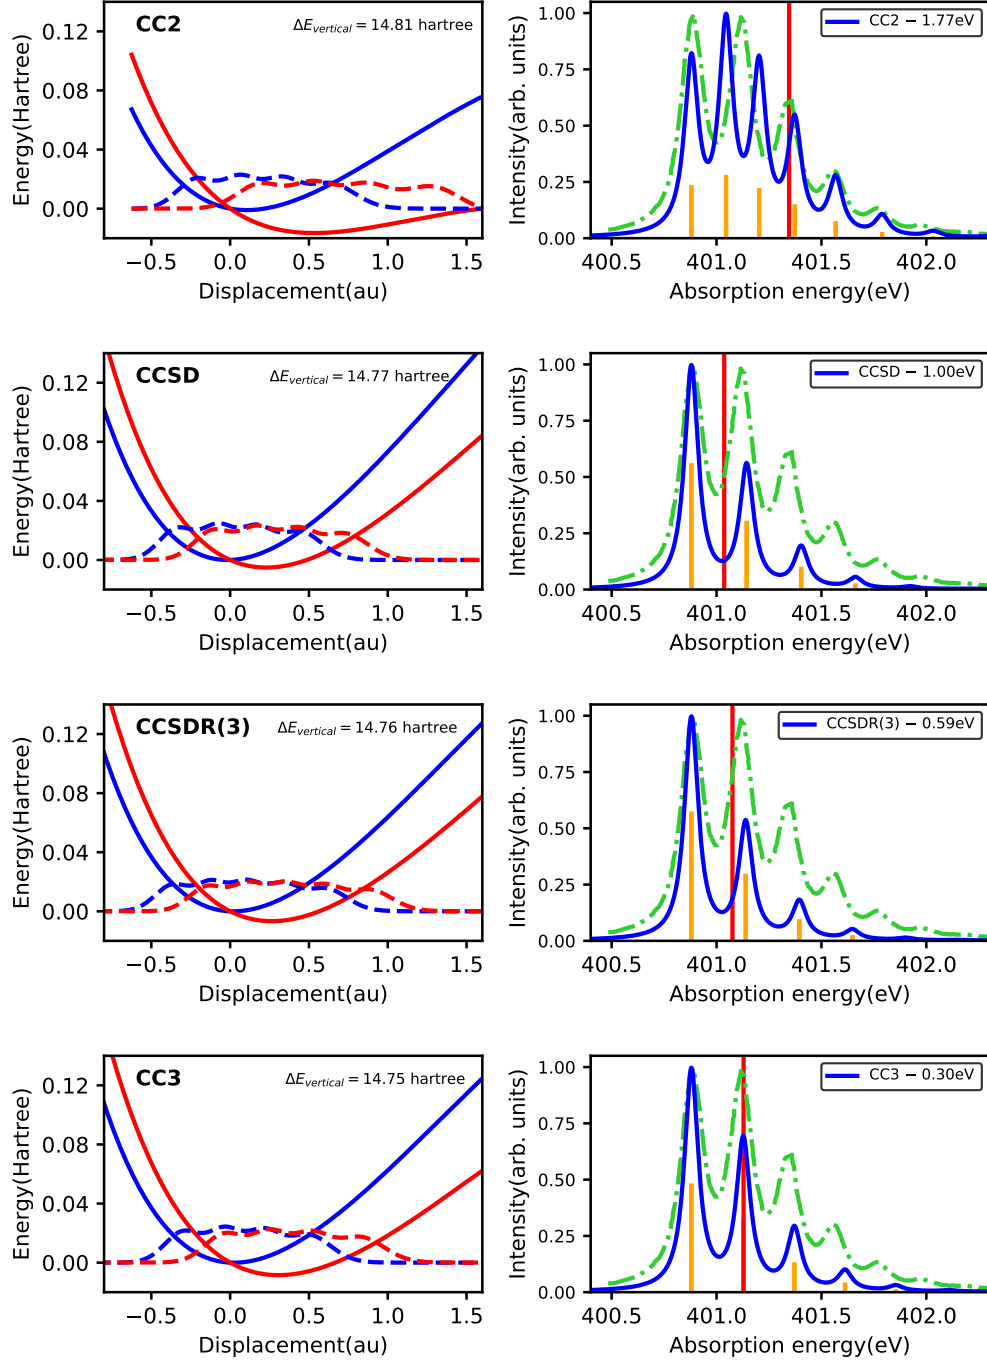 CC2
ΔE_vertical = 14.81 hartree
Energy(Hartree)
0.12
0.08
0.04
0.00
−0.5 0.0 0.5 1.0 1.5
Displacement(au)
CC2 − 1.77eV
Intensity(arb. units)
1.00
0.75
0.50
0.25
0.00
400.5 401.0 401.5 402.0
Absorption energy(eV)
CCSD
ΔE_vertical = 14.77 hartree
Energy(Hartree)
0.12
0.08
0.04
0.00
−0.5 0.0 0.5 1.0 1.5
Displacement(au)
CCSD − 1.00eV
Intensity(arb. units)
1.00
0.75
0.50
0.25
0.00
400.5 401.0 401.5 402.0
Absorption energy(eV)
CCSDR(3)
ΔE_vertical = 14.76 hartree
Energy(Hartree)
0.12
0.08
0.04
0.00
−0.5 0.0 0.5 1.0 1.5
Displacement(au)
CCSDR(3) − 0.59eV
Intensity(arb. units)
1.00
0.75
0.50
0.25
0.00
400.5 401.0 401.5 402.0
Absorption energy(eV)
CC3
ΔE_vertical = 14.75 hartree
Energy(Hartree)
0.12
0.08
0.04
0.00
−0.5 0.0 0.5 1.0 1.5
Displacement(au)
CC3 − 0.30eV
Intensity(arb. units)
1.00
0.75
0.50
0.25
0.00
400.5 401.0 401.5 402.0
Absorption energy(eV)